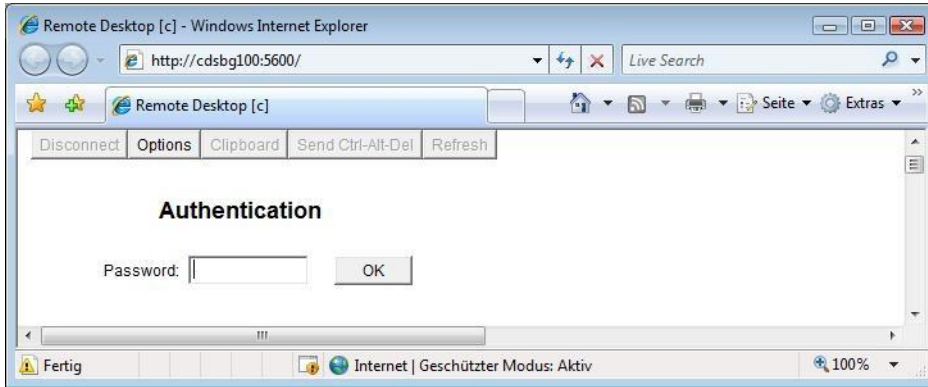 Remote Desktop [c] - Windows Internet Explorer
http://cdsbg100:5600/ Live Search
Remote Desktop [c] Seite Extras »
Disconnect Options Clipboard Send Ctrl-Alt-Del Refresh
Authentication
Password: OK
Fertig Internet | Geschützter Modus: Aktiv 100%